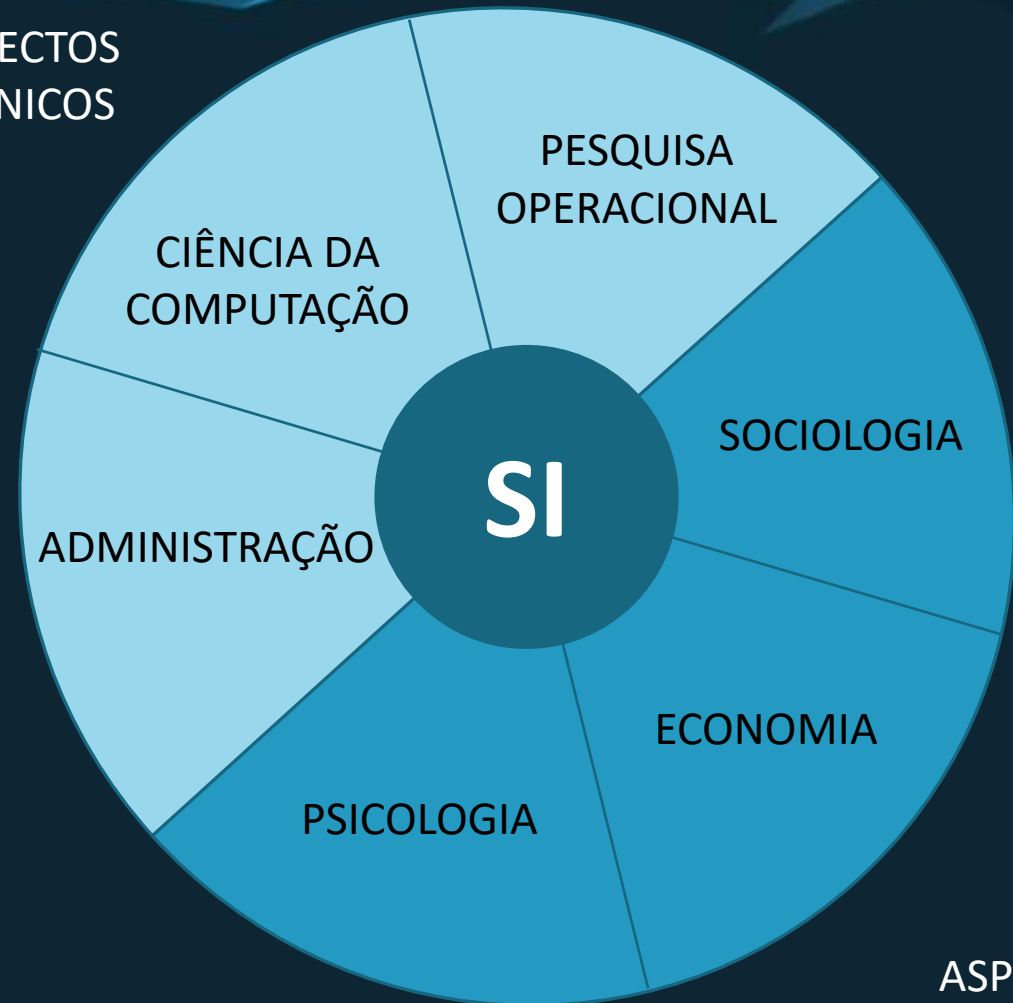 ECTOS
NICOS
PESQUISA
OPERACIONAL
CIÊNCIA DA
COMPUTAÇÃO
SOCIOLOGIA
SI
ADMINISTRAÇÃO
ECONOMIA
PSICOLOGIA
ASP